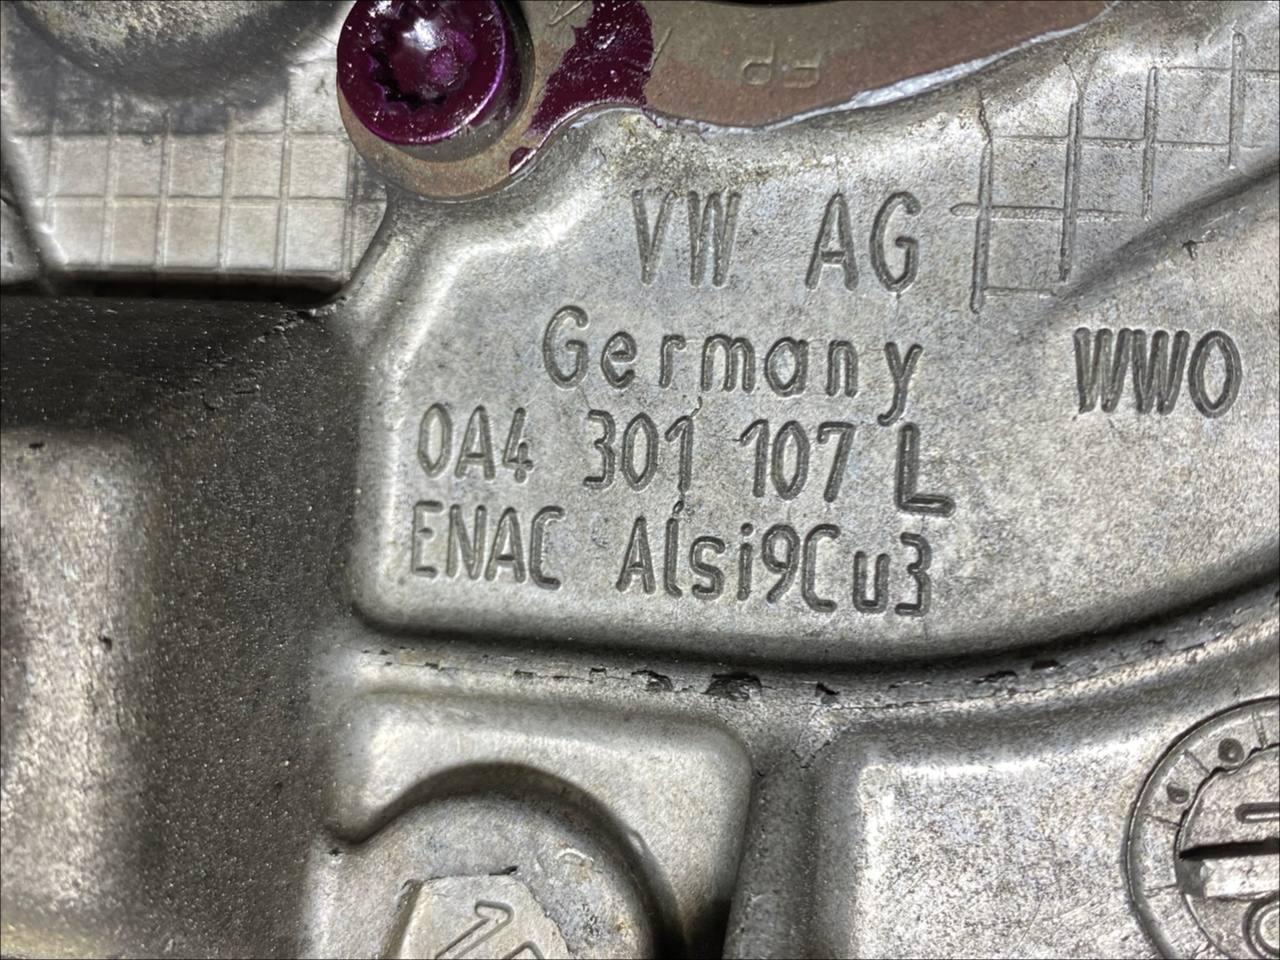 VW AG
Germany
WWO
0A4 301 107 L
ENAC Alsi9Cu3